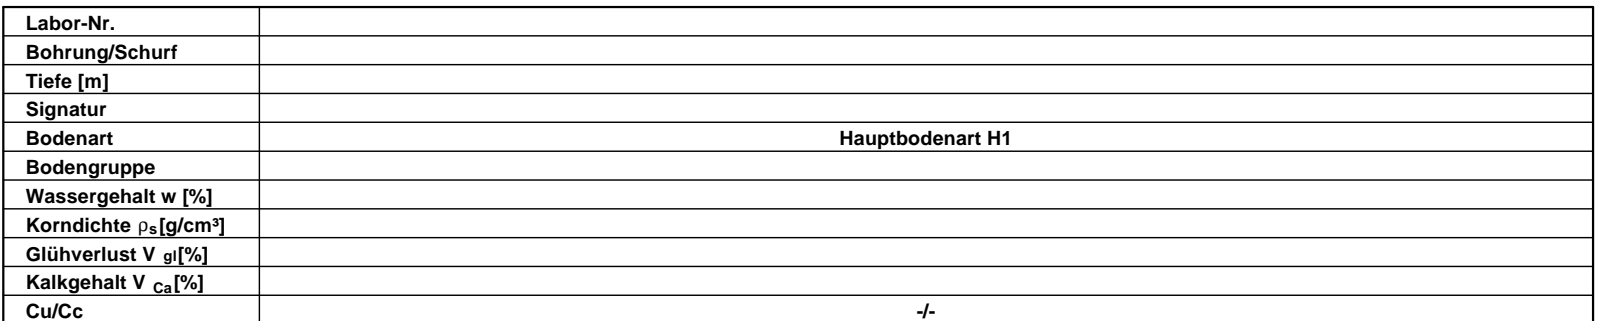 Labor-Nr.
Bohrung/Schurf
Tiefe [m]
Signatur
Bodenart Hauptbodenart H1
Bodengruppe
Wassergehalt w [%]
Korndichte ρs[g/cm³]
Glühverlust V gl[%]
Kalkgehalt V Ca[%]
Cu/Cc -/-